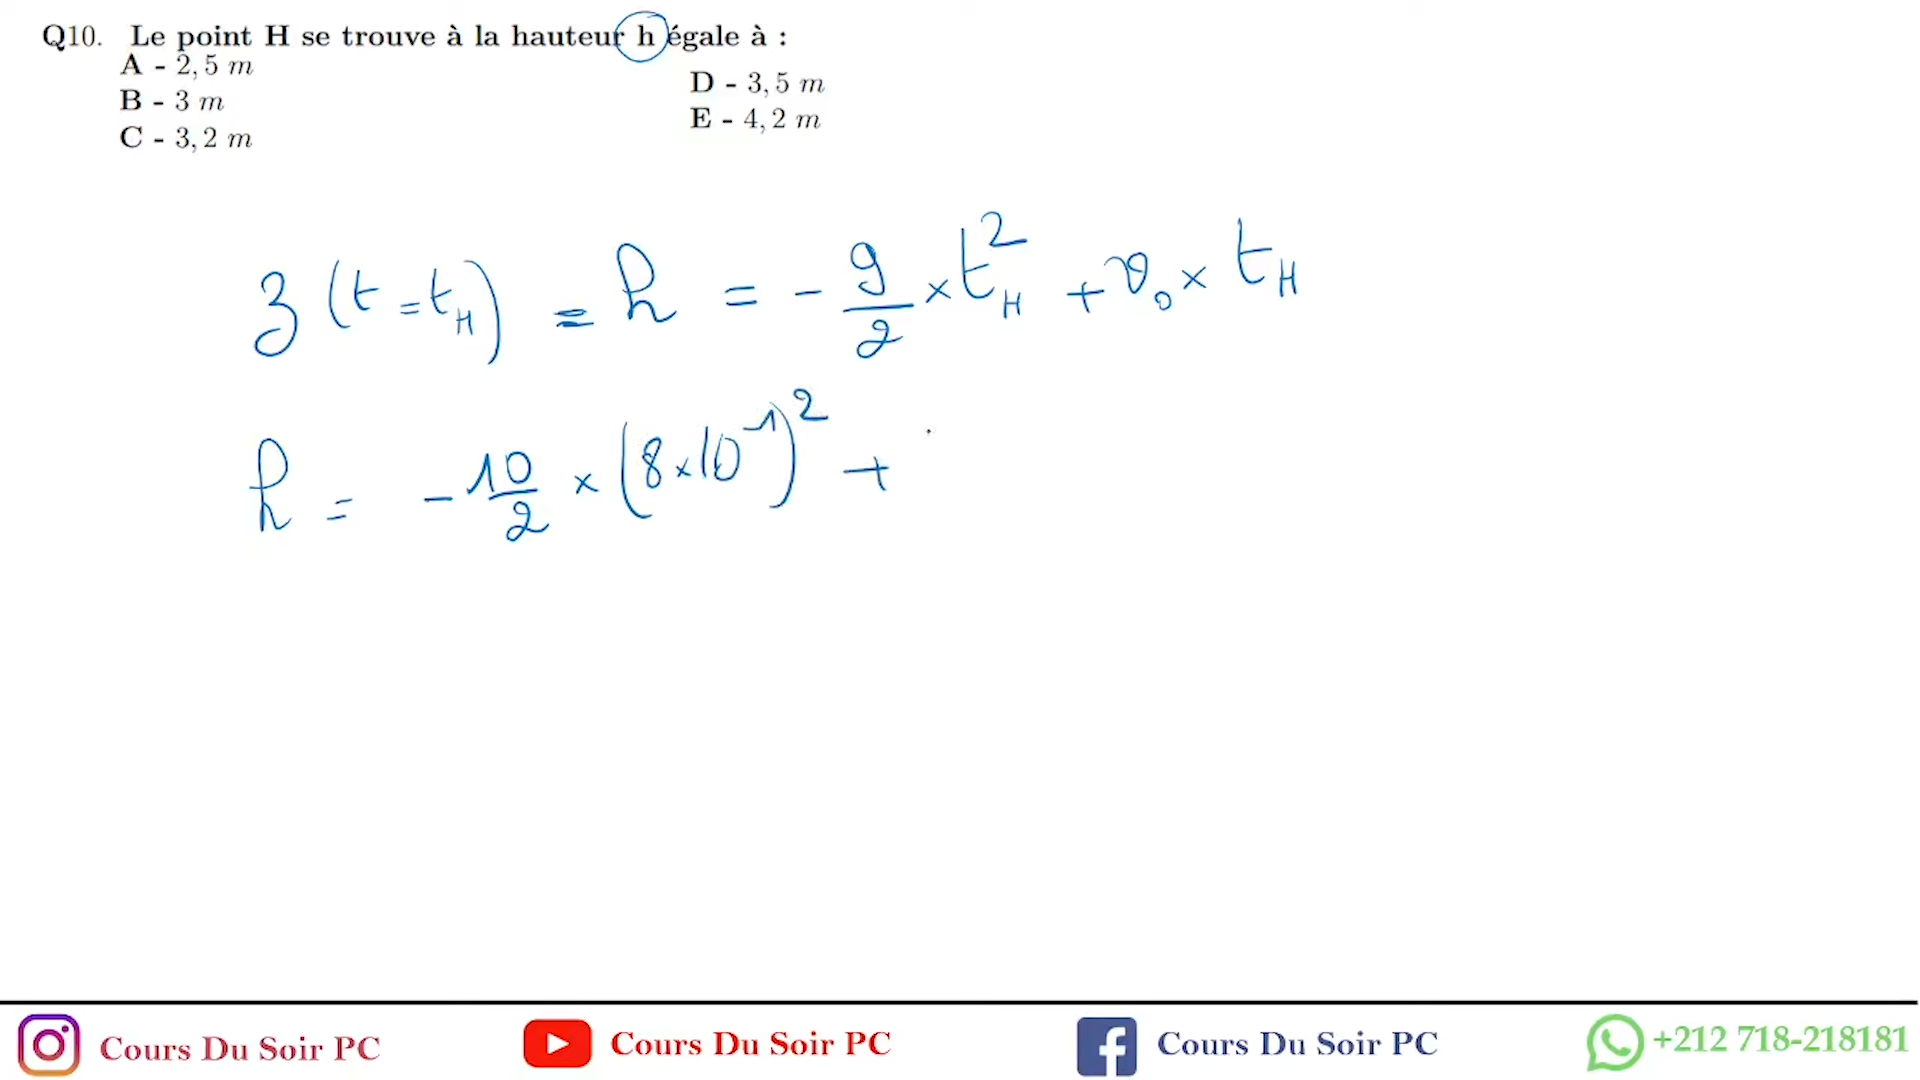 Q10. Le point H se trouve à la hauteur h égale à :
A - 2, 5 m
B - 3 m
C - 3, 2 m
D - 3, 5 m
E - 4, 2 m
z(t=t_H) = h = - g/2 × t_H^2 + v_0 × t_H
h = - 10/2 × (8×10^-1)^2 +
Cours Du Soir PC
Cours Du Soir PC
Cours Du Soir PC
+212 718-218181